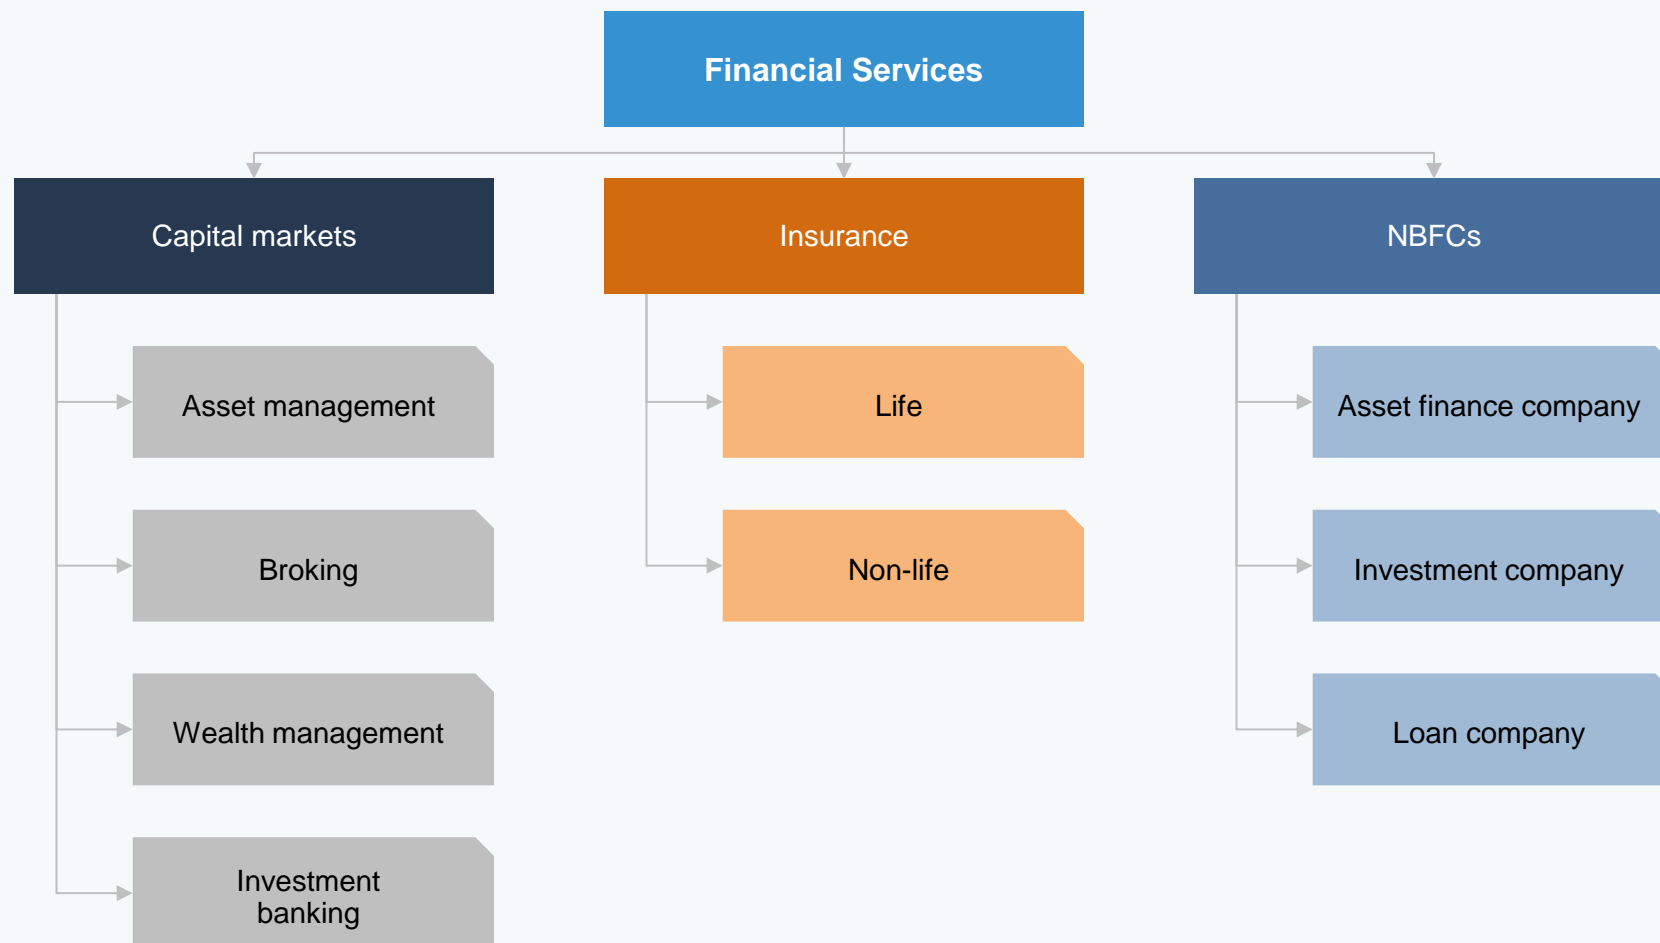 Financial Services
Capital markets
Insurance
NBFCs
Asset management
Life
Asset finance company
Broking
Non-life
Investment company
Wealth management
Loan company
Investment
banking